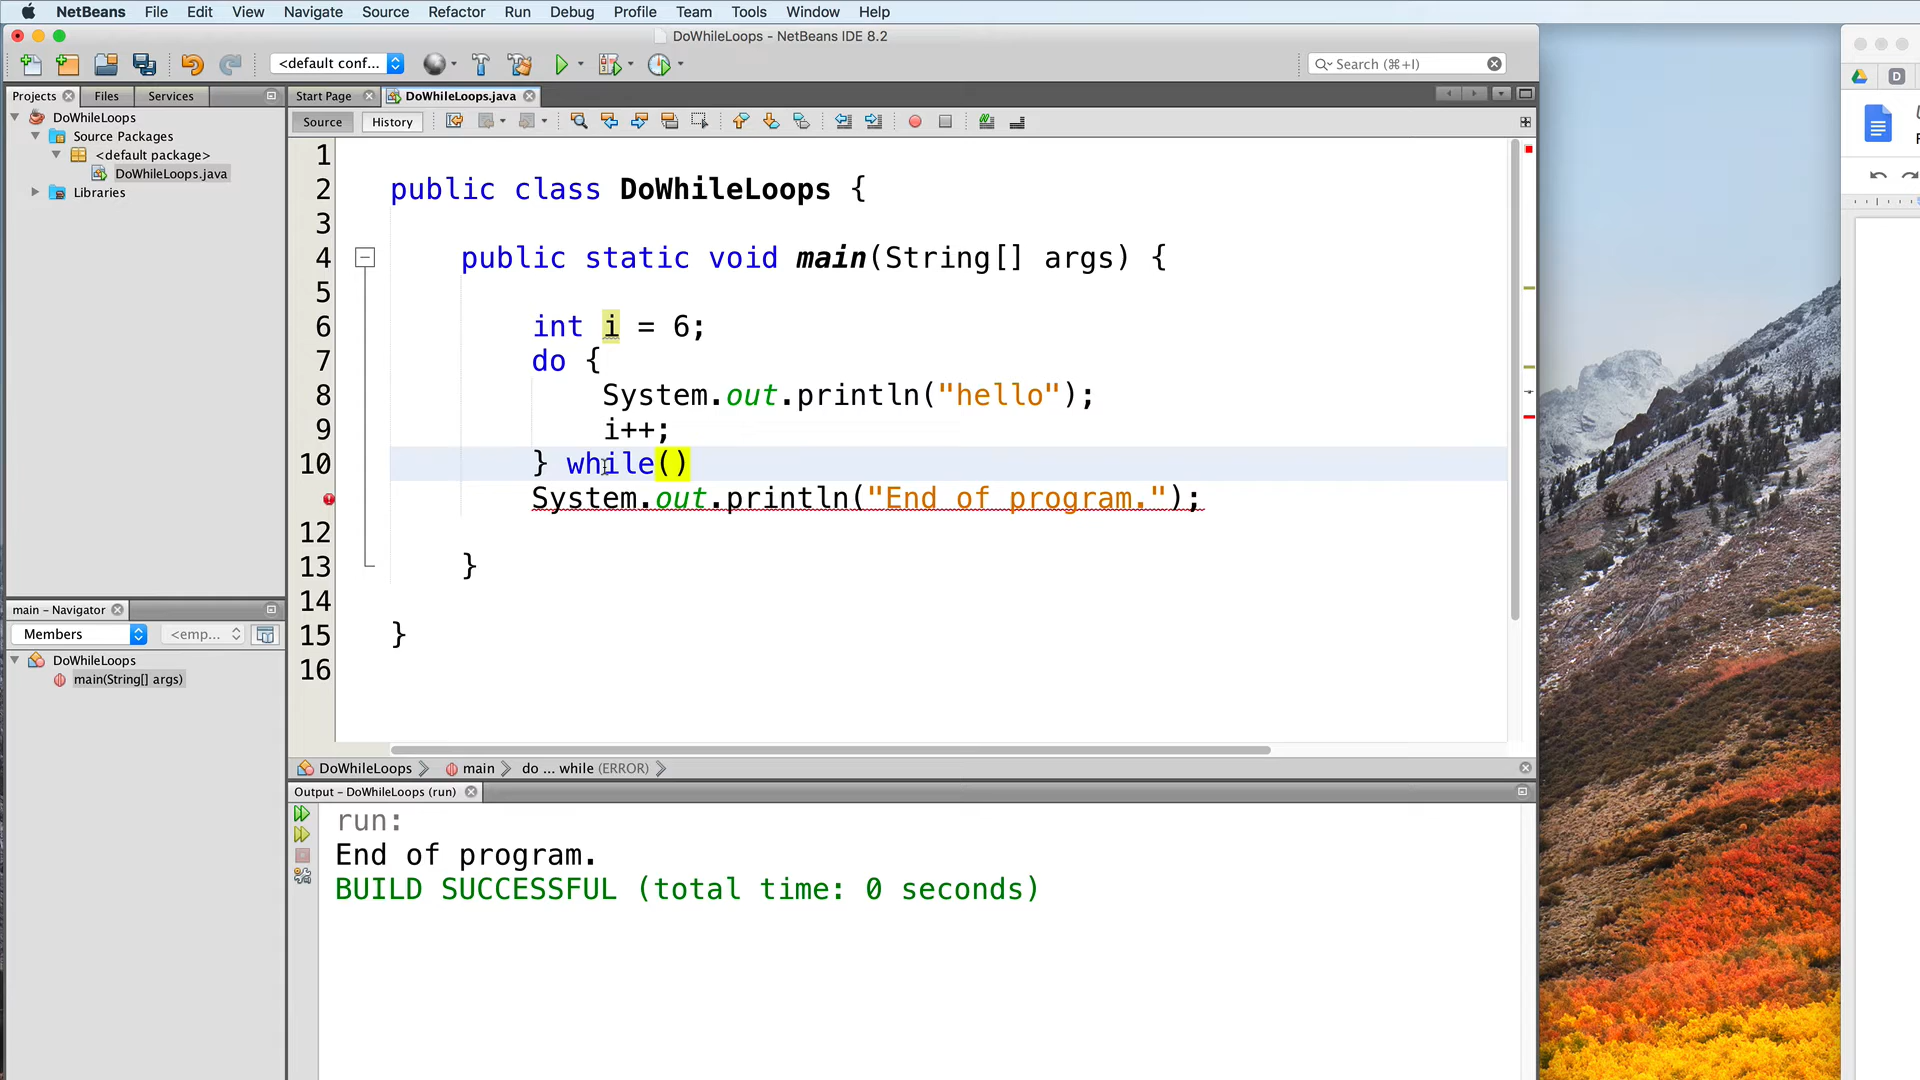 NetBeans File Edit View Navigate Source Refactor Run Debug Profile Team Tools Window Help
DoWhileLoops - NetBeans IDE 8.2
<default conf... Search (⌘+I)
Projects Files Services
Start Page DoWhileLoops.java
Source History
DoWhileLoops
Source Packages
<default package>
DoWhileLoops.java
Libraries
1
2 public class DoWhileLoops {
3
4 public static void main(String[] args) {
5
6 int i = 6;
7 do {
8 System.out.println("hello");
9 i++;
10 } while()
System.out.println("End of program.");
12
13 }
14
15 }
16
main - Navigator
Members <emp...
DoWhileLoops
main(String[] args)
DoWhileLoops main do ... while (ERROR)
Output - DoWhileLoops (run)
run:
End of program.
BUILD SUCCESSFUL (total time: 0 seconds)
D